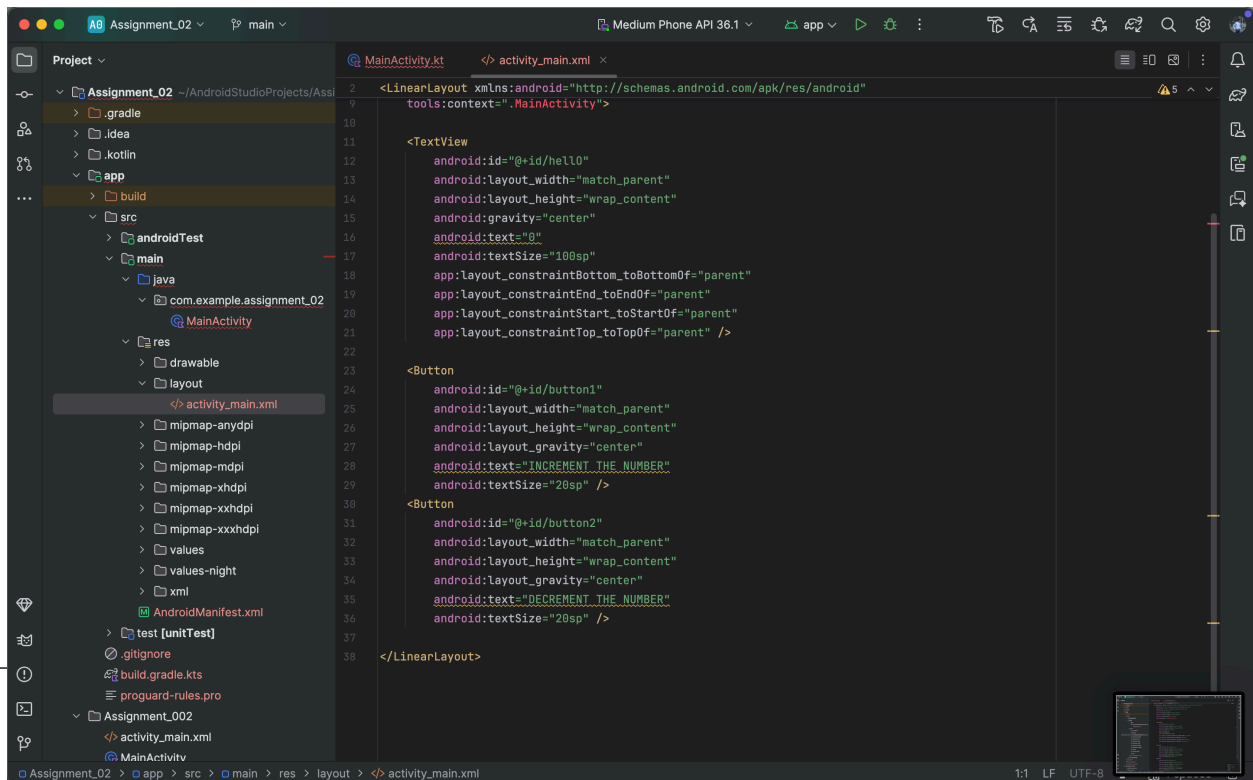 A0 Assignment_02 main Medium Phone API 36.1 app
Project
MainActivity.kt
activity_main.xml
Assignment_02 ~/AndroidStudioProjects/Assi
.gradle
.idea
.kotlin
app
build
src
androidTest
main
java
com.example.assignment_02
MainActivity
res
drawable
layout
activity_main.xml
mipmap-anydpi
mipmap-hdpi
mipmap-mdpi
mipmap-xhdpi
mipmap-xxhdpi
mipmap-xxxhdpi
values
values-night
xml
AndroidManifest.xml
test [unitTest]
.gitignore
build.gradle.kts
proguard-rules.pro
Assignment_002
activity_main.xml
MainActivity
2 <LinearLayout xmlns:android="http://schemas.android.com/apk/res/android" 5
9 tools:context=".MainActivity">
10
11 <TextView
12 android:id="@+id/hell0"
13 android:layout_width="match_parent"
14 android:layout_height="wrap_content"
15 android:gravity="center"
16 android:text="0"
17 android:textSize="100sp"
18 app:layout_constraintBottom_toBottomOf="parent"
19 app:layout_constraintEnd_toEndOf="parent"
20 app:layout_constraintStart_toStartOf="parent"
21 app:layout_constraintTop_toTopOf="parent" />
22
23 <Button
24 android:id="@+id/button1"
25 android:layout_width="match_parent"
26 android:layout_height="wrap_content"
27 android:layout_gravity="center"
28 android:text="INCREMENT THE NUMBER"
29 android:textSize="20sp" />
30 <Button
31 android:id="@+id/button2"
32 android:layout_width="match_parent"
33 android:layout_height="wrap_content"
34 android:layout_gravity="center"
35 android:text="DECREMENT THE NUMBER"
36 android:textSize="20sp" />
37
38 </LinearLayout>
Assignment_02 > app > src > main > res > layout > activity_main.xml 1:1 LF UTF-8